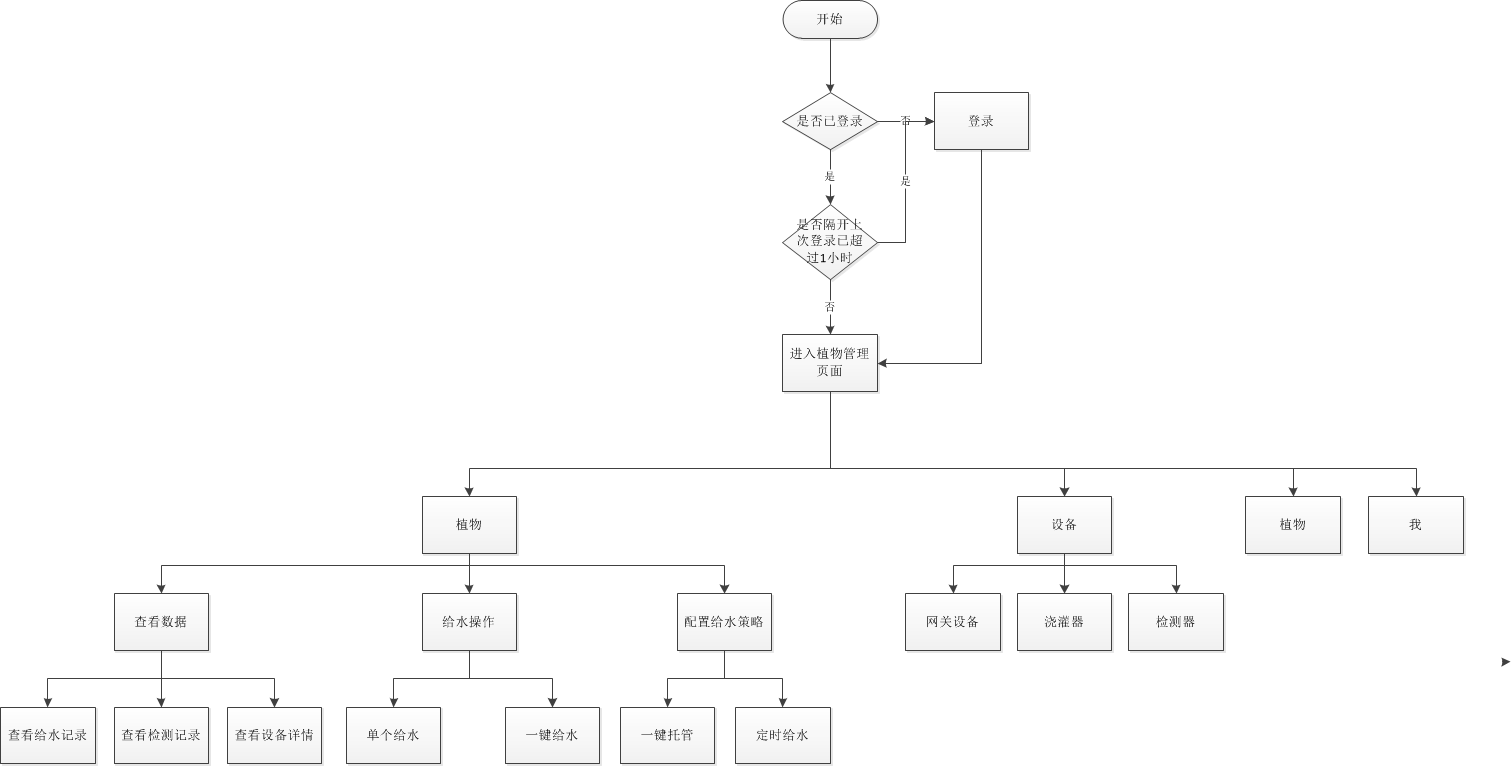 开始
是否已登录
否
登录
是
是
是否隔开上
次登录已超
过1小时
否
进入植物管理
页面
植物
设备
植物
我
查看数据
给水操作
配置给水策略
网关设备
浇灌器
检测器
查看给水记录
查看检测记录
查看设备详情
单个给水
一键给水
一键托管
定时给水